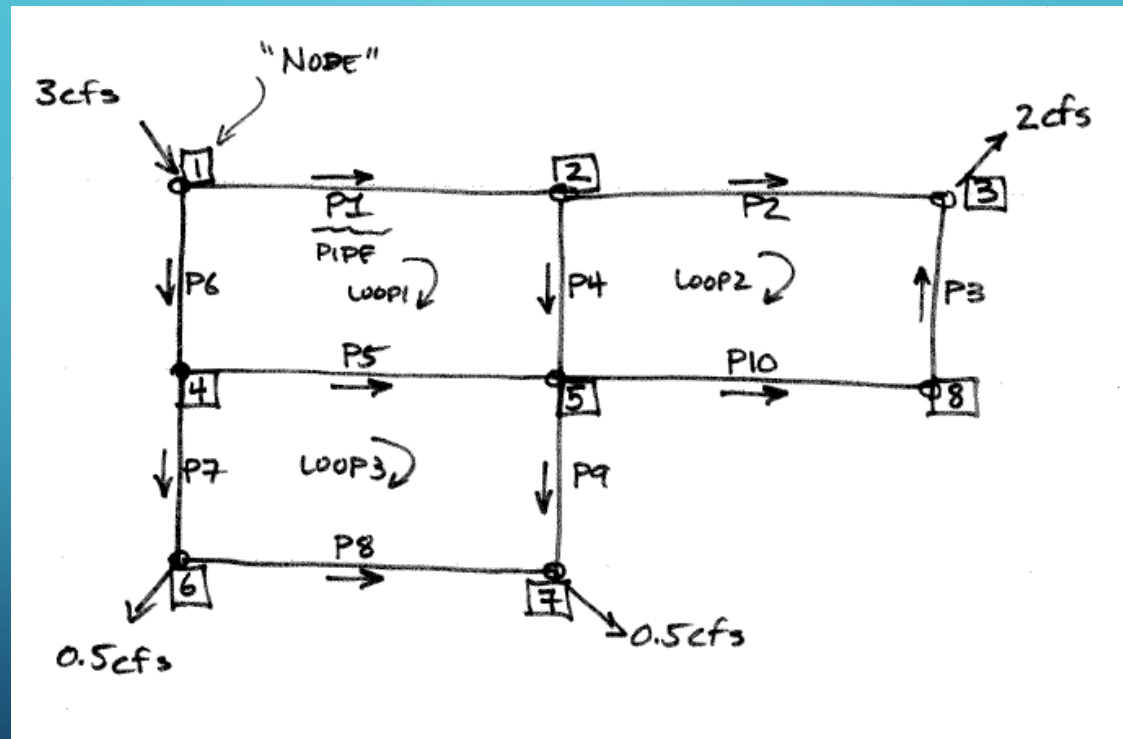 "NODE"
3cfs
2cfs
1
2
3
P1
PIPE
P2
P6
LOOP1
P4
LOOP2
P3
P5
P10
4
5
8
P7
LOOP3
P9
P8
6
7
0.5cfs
0.5cfs